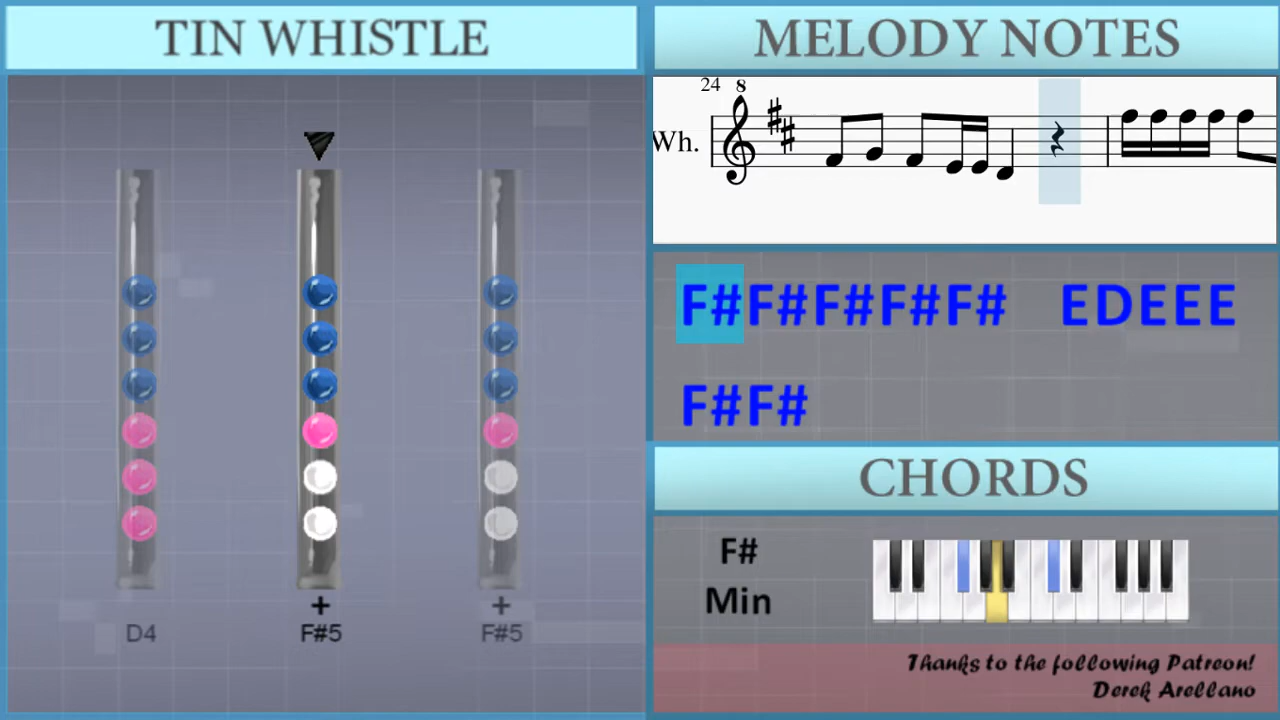 TIN WHISTLE
D4
+
F#5
+
F#5
MELODY NOTES
24 8
Wh.
F#F#F#F#F# EDEEE
F#F#
CHORDS
F#
Min
Thanks to the following Patreon!
Derek Arellano